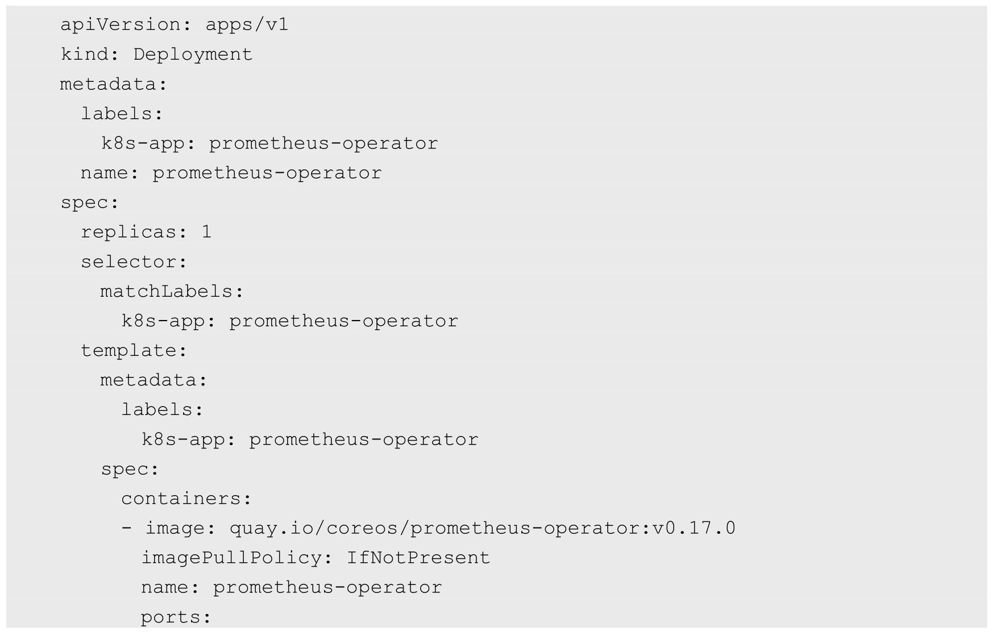 apiVersion: apps/v1
kind: Deployment
metadata:
  labels:
    k8s-app: prometheus-operator
  name: prometheus-operator
spec:
  replicas: 1
  selector:
    matchLabels:
      k8s-app: prometheus-operator
  template:
    metadata:
      labels:
        k8s-app: prometheus-operator
    spec:
      containers:
      - image: quay.io/coreos/prometheus-operator:v0.17.0
        imagePullPolicy: IfNotPresent
        name: prometheus-operator
        ports: